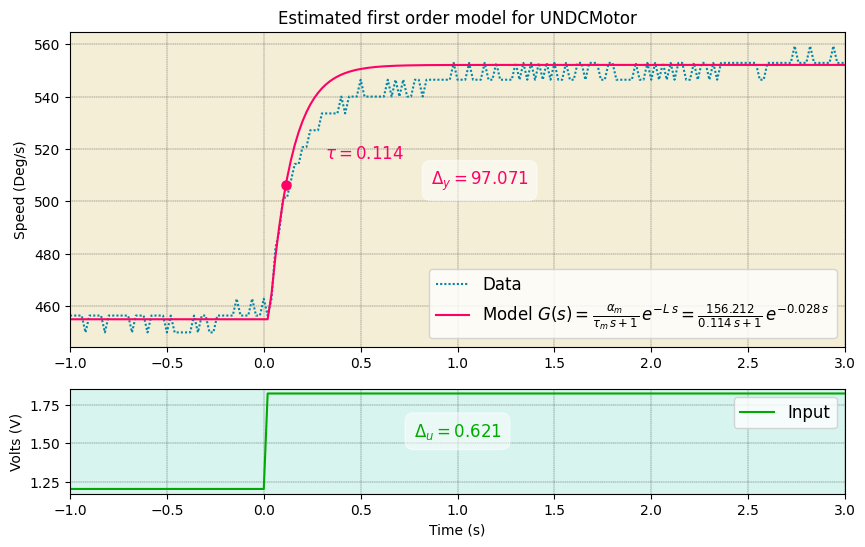 Estimated first order model for UNDCMotor
560
540
520
500
480
460
Speed (Deg/s)
τ = 0.114
Δy = 97.071
Data
Model G(s) = αm/(τm s+1) e^(−L s) = 156.212/(0.114 s+1) e^(−0.028 s)
−1.0 −0.5 0.0 0.5 1.0 1.5 2.0 2.5 3.0
1.75
1.50
1.25
Volts (V)
Δu = 0.621
Input
−1.0 −0.5 0.0 0.5 1.0 1.5 2.0 2.5 3.0
Time (s)